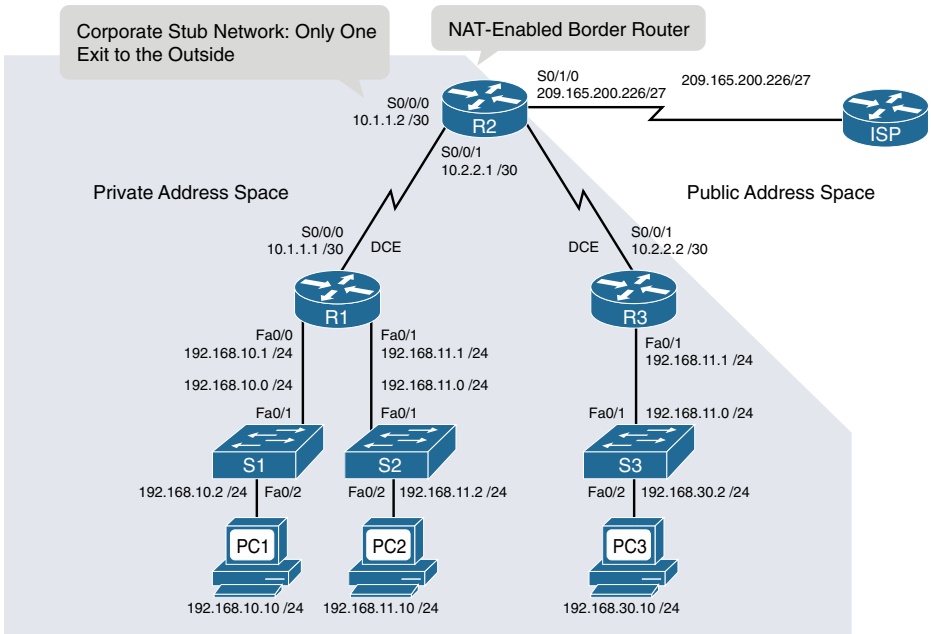 Corporate Stub Network: Only One
Exit to the Outside
NAT-Enabled Border Router
S0/1/0
209.165.200.226/27
209.165.200.226/27
S0/0/0
10.1.1.2 /30
R2
ISP
S0/0/1
10.2.2.1 /30
Private Address Space
Public Address Space
S0/0/0
10.1.1.1 /30
DCE
DCE
S0/0/1
10.2.2.2 /30
R1
R3
Fa0/0
192.168.10.1 /24
Fa0/1
192.168.11.1 /24
Fa0/1
192.168.11.1 /24
192.168.10.0 /24
192.168.11.0 /24
Fa0/1
Fa0/1
Fa0/1
192.168.11.0 /24
S1
S2
S3
192.168.10.2 /24
Fa0/2
Fa0/2
192.168.11.2 /24
Fa0/2
192.168.30.2 /24
PC1
PC2
PC3
192.168.10.10 /24
192.168.11.10 /24
192.168.30.10 /24